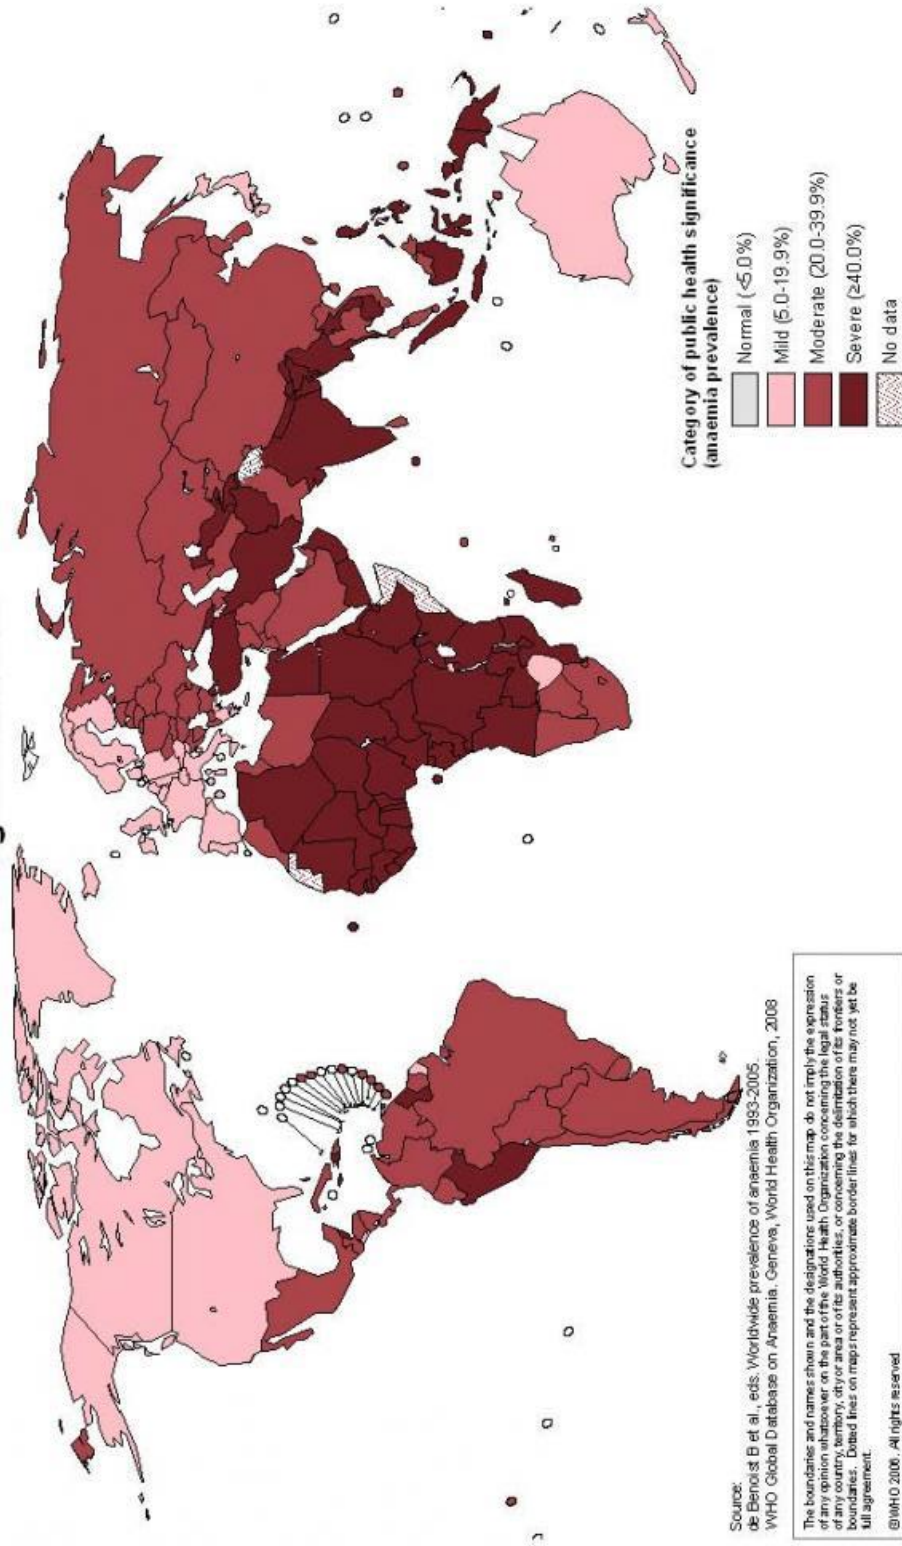 Category of public health significance
(anaemia prevalence)
Normal (<5.0%)
Mild (5.0-19.9%)
Moderate (20.0-39.9%)
Severe (≥40.0%)
No data
Source:
de Benoist B et al., eds. Worldwide prevalence of anaemia 1993-2005.
WHO Global Database on Anaemia. Geneva, World Health Organization, 2008
The boundaries and names shown and the designations used on this map do not imply the expression
of any opinion whatsoever on the part of the World Health Organization concerning the legal status
of any country, territory, city or area or of its authorities, or concerning the delimitation of its frontiers or
boundaries. Dotted lines on maps represent approximate border lines for which there may not yet be
full agreement.